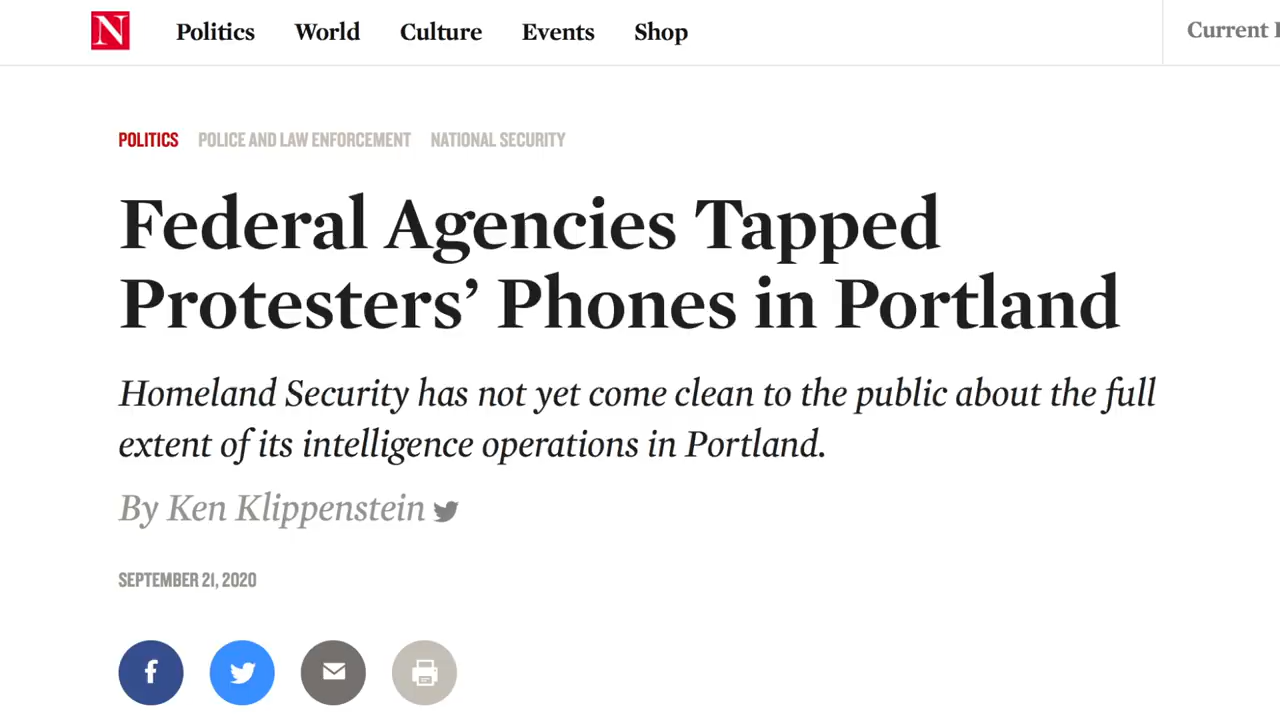 N Politics World Culture Events Shop Current
POLITICS POLICE AND LAW ENFORCEMENT NATIONAL SECURITY
Federal Agencies Tapped
Protesters’ Phones in Portland
Homeland Security has not yet come clean to the public about the full
extent of its intelligence operations in Portland.
By Ken Klippenstein
SEPTEMBER 21, 2020